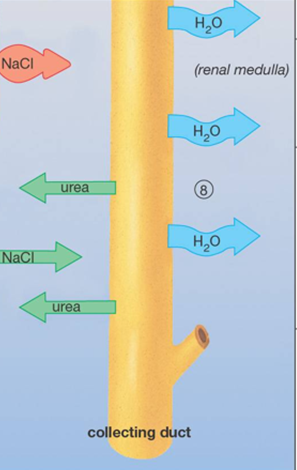 H₂O
NaCl
(renal medulla)
H₂O
urea
8
H₂O
NaCl
urea
collecting duct